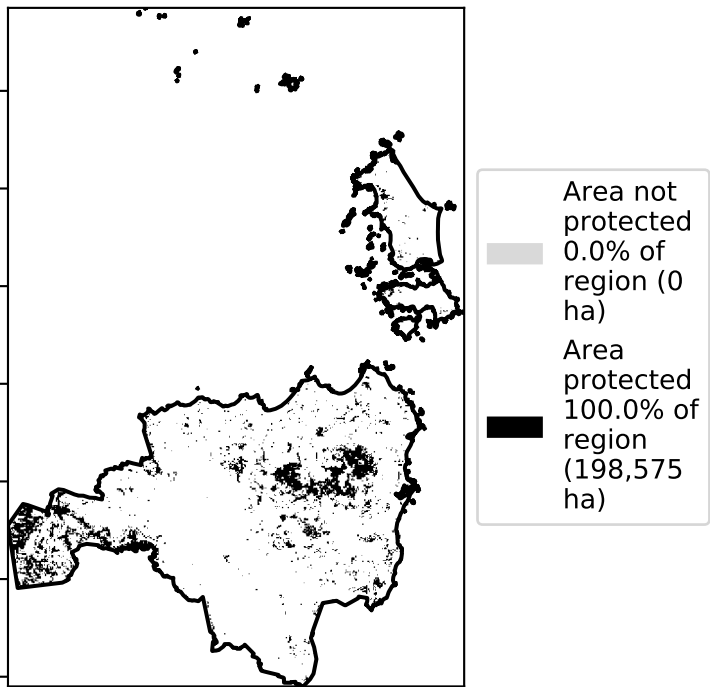 Area not
protected
0.0% of
region (0
ha)
Area
protected
100.0% of
region
(198,575
ha)